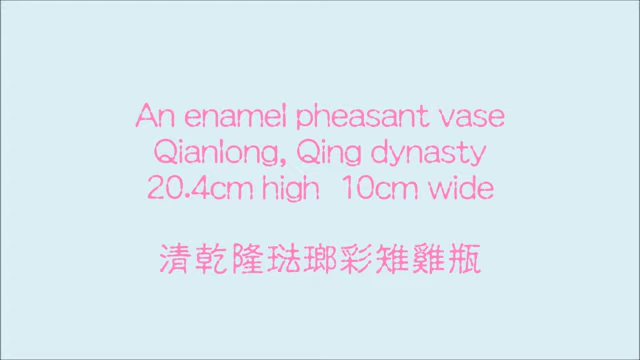 An enamel pheasant vase
Qianlong, Qing dynasty
20.4cm high 10cm wide
清乾隆琺瑯彩雉雞瓶